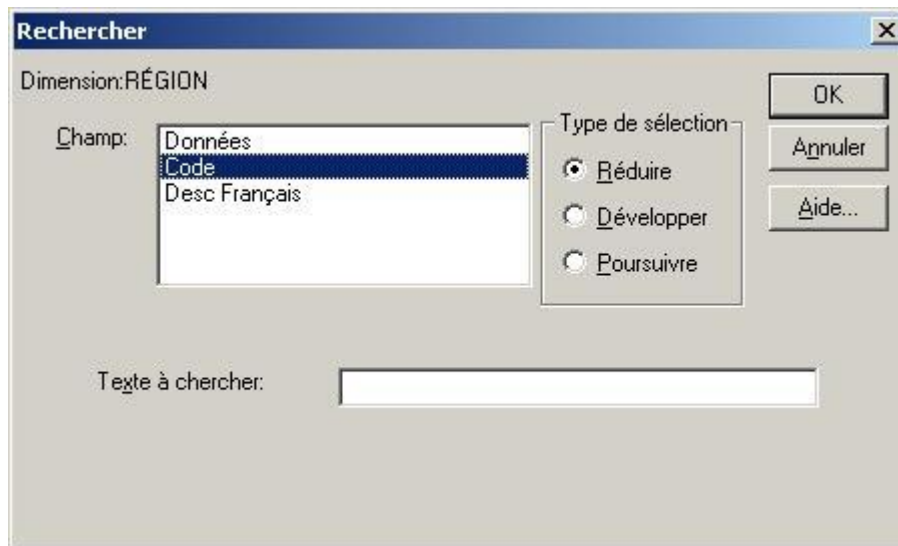 Rechercher
Dimension:RÉGION
Champ:
Données
Code
Desc Français
Type de sélection
Réduire
Développer
Poursuivre
OK
Annuler
Aide...
Texte à chercher: